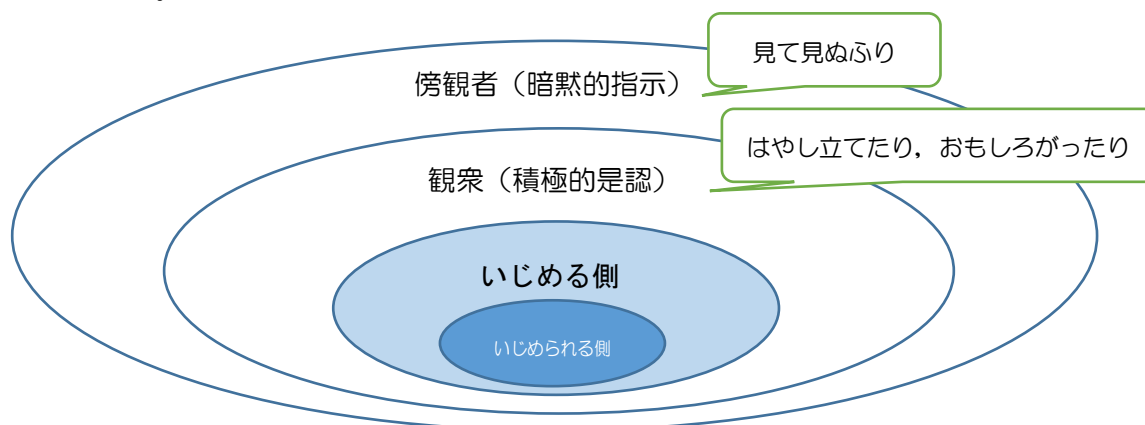 見て見ぬふり
傍観者（暗黙的指示）
はやし立てたり，おもしろがったり
観衆（積極的是認）
いじめる側
いじめられる側